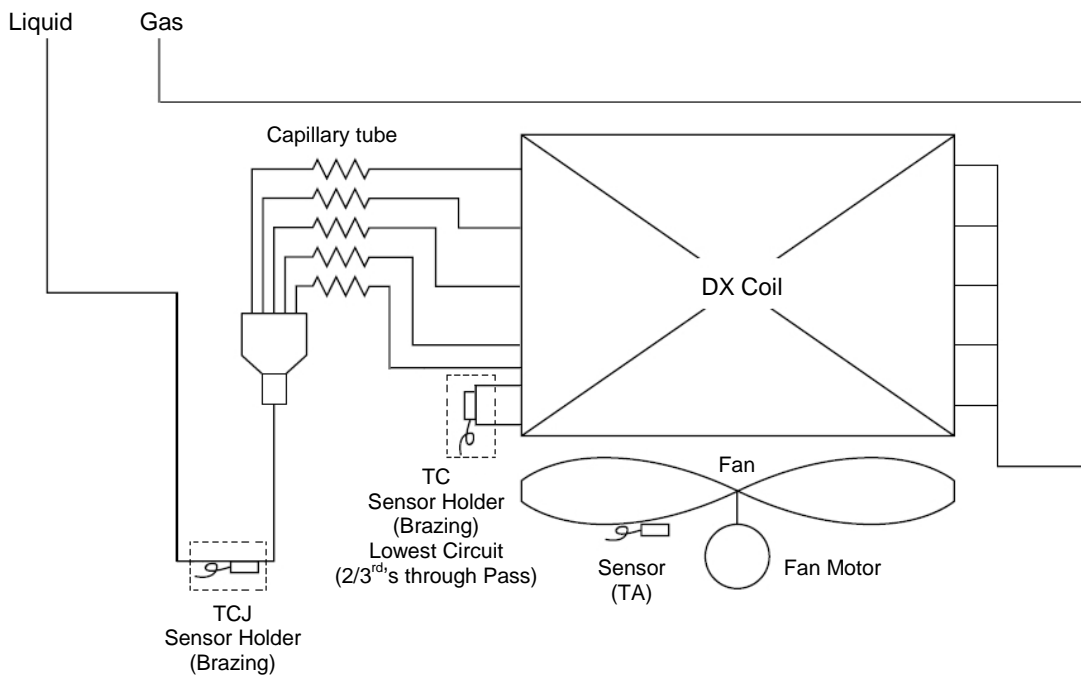 Liquid
Gas
Capillary tube
DX Coil
TC
Sensor Holder
(Brazing)
Lowest Circuit
(2/3rd's through Pass)
Fan
Sensor
(TA)
Fan Motor
TCJ
Sensor Holder
(Brazing)